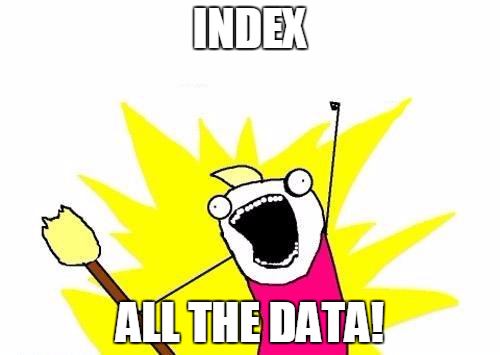 INDEX
ALL THE DATA!